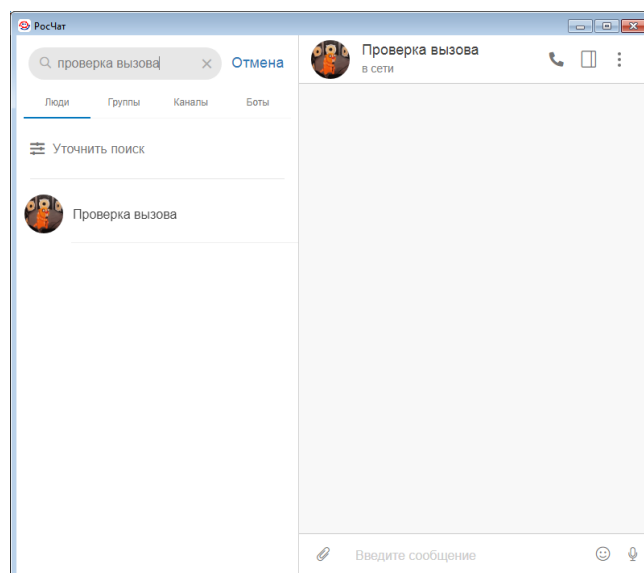 РосЧат
проверка вызова
Отмена
Люди Группы Каналы Боты
Уточнить поиск
Проверка вызова
Проверка вызова
в сети
Введите сообщение